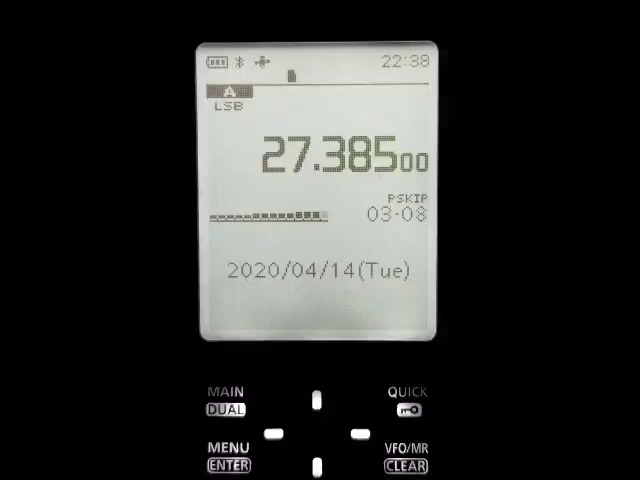 22:38
A
LSB
27.38500
PSKIP
03-08
2020/04/14(Tue)
MAIN QUICK
DUAL
MENU VFO/MR
ENTER CLEAR